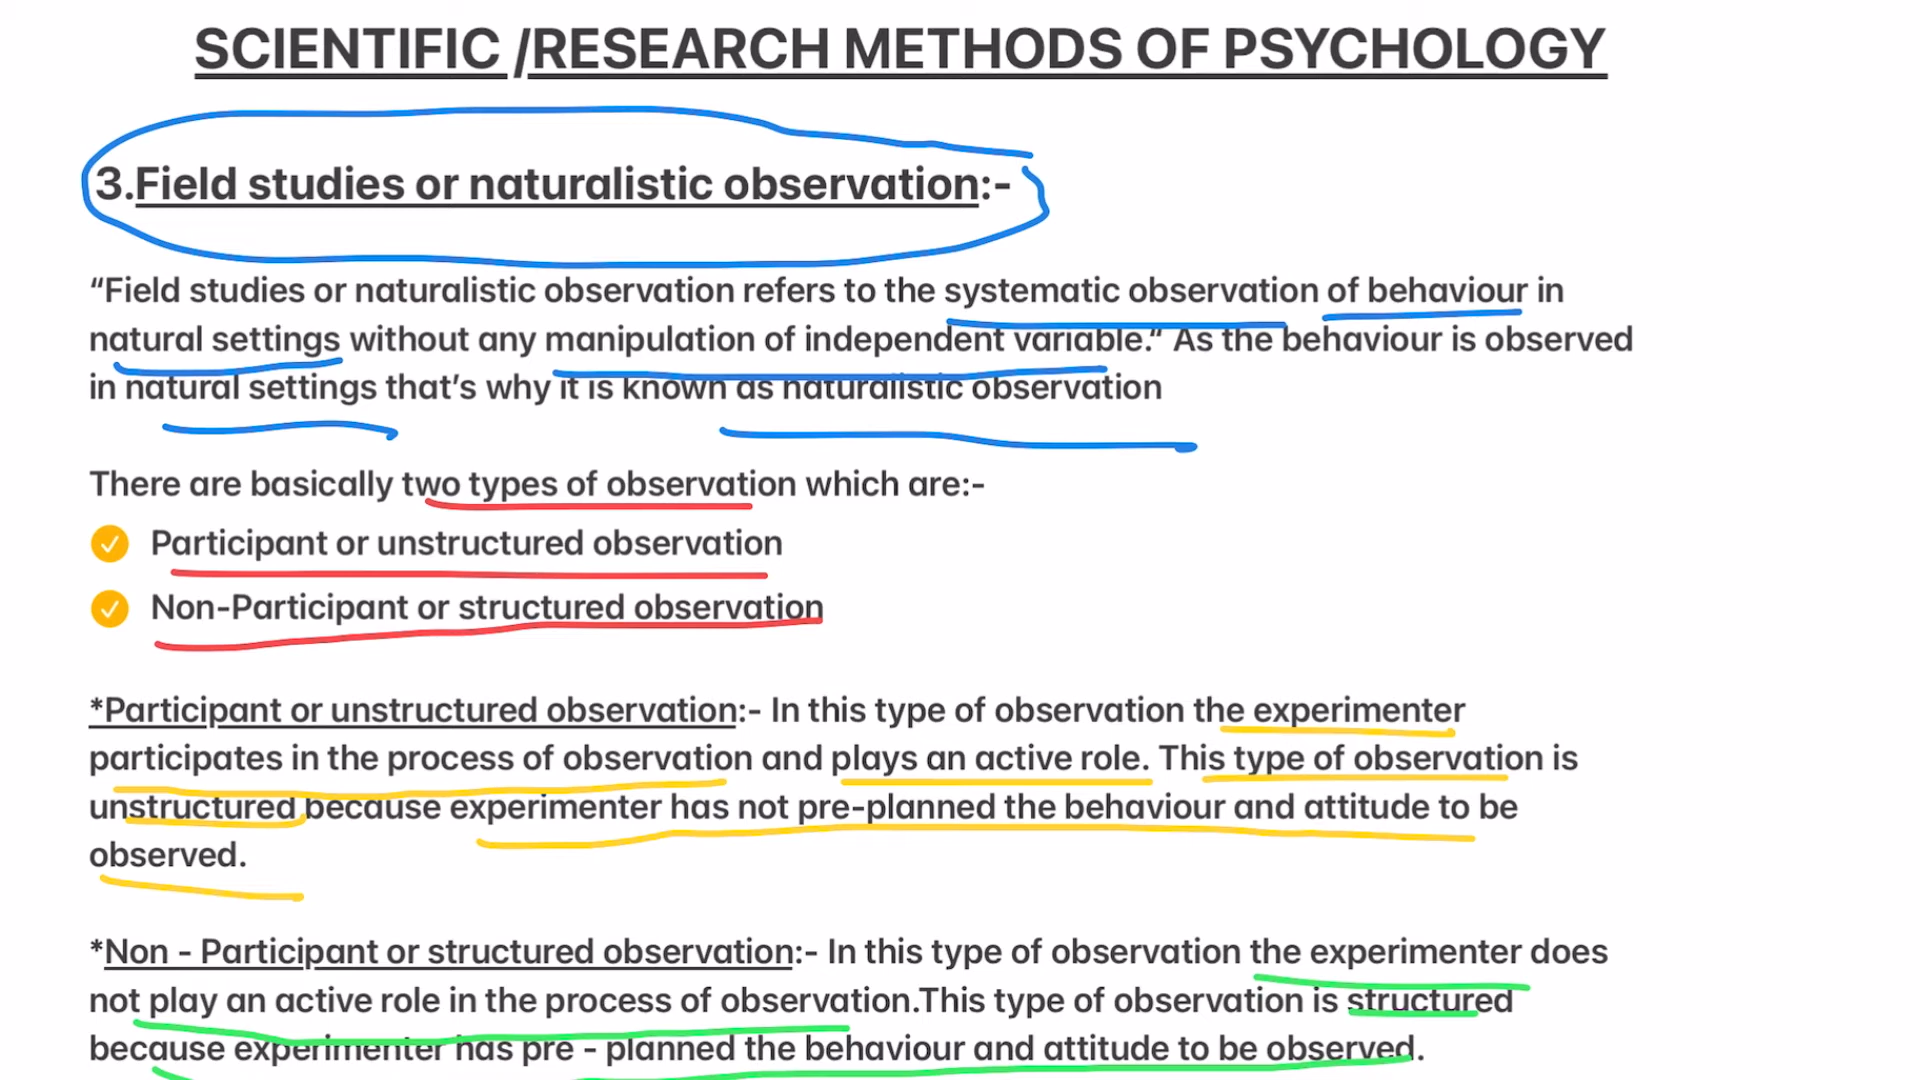 SCIENTIFIC /RESEARCH METHODS OF PSYCHOLOGY
3.Field studies or naturalistic observation:-
“Field studies or naturalistic observation refers to the systematic observation of behaviour in
natural settings without any manipulation of independent variable.“ As the behaviour is observed
in natural settings that’s why it is known as naturalistic observation
There are basically two types of observation which are:-
Participant or unstructured observation
Non-Participant or structured observation
*Participant or unstructured observation:- In this type of observation the experimenter
participates in the process of observation and plays an active role. This type of observation is
unstructured because experimenter has not pre-planned the behaviour and attitude to be
observed.
*Non - Participant or structured observation:- In this type of observation the experimenter does
not play an active role in the process of observation.This type of observation is structured
because experimenter has pre - planned the behaviour and attitude to be observed.